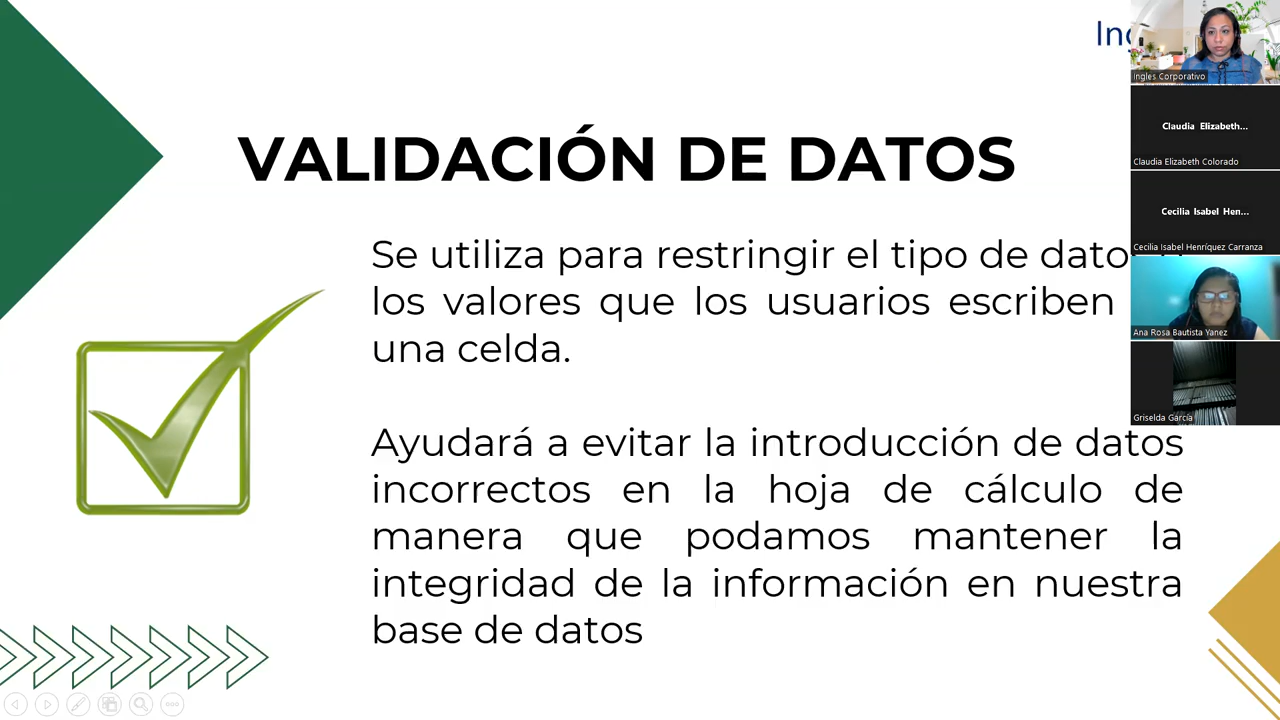 VALIDACIÓN DE DATOS
Se utiliza para restringir el tipo de dato
los valores que los usuarios escriben
una celda.
Ayudará a evitar la introducción de datos
incorrectos en la hoja de cálculo de
manera que podamos mantener la
integridad de la información en nuestra
base de datos
Ingles Corporativo
Claudia Elizabeth...
Claudia Elizabeth Colorado
Cecilia Isabel Hen...
Cecilia Isabel Henríquez Carranza
Ana Rosa Bautista Yanez
Griselda García